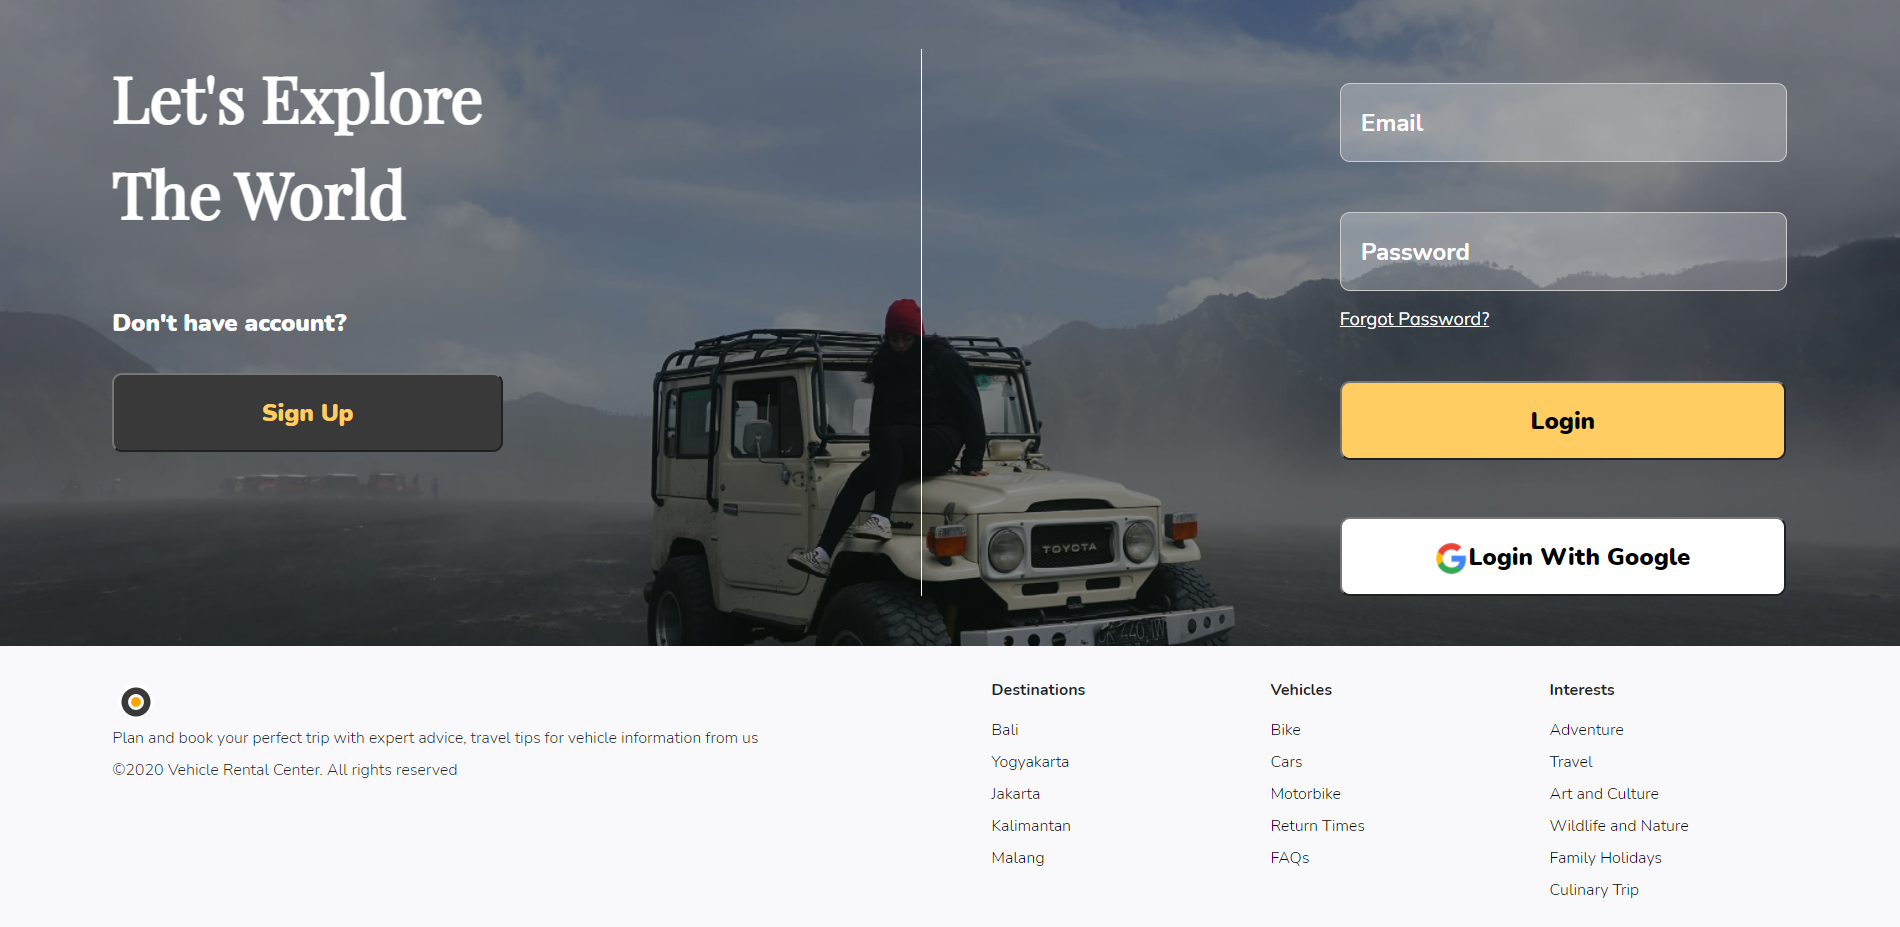 Let's Explore
The World
Don't have account?
Sign Up
Email
Password
Forgot Password?
Login
Login With Google
TOYOTA
Plan and book your perfect trip with expert advice, travel tips for vehicle information from us
©2020 Vehicle Rental Center. All rights reserved
Destinations
Bali
Yogyakarta
Jakarta
Kalimantan
Malang
Vehicles
Bike
Cars
Motorbike
Return Times
FAQs
Interests
Adventure
Travel
Art and Culture
Wildlife and Nature
Family Holidays
Culinary Trip